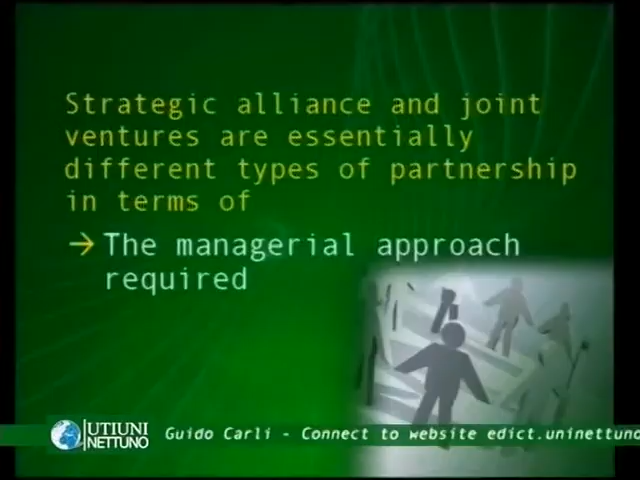 Strategic alliance and joint
ventures are essentially
different types of partnership
in terms of
→ The managerial approach
required
UTIUNI
NETTUNO
Guido Carli - Connect to website edict.uninettuno